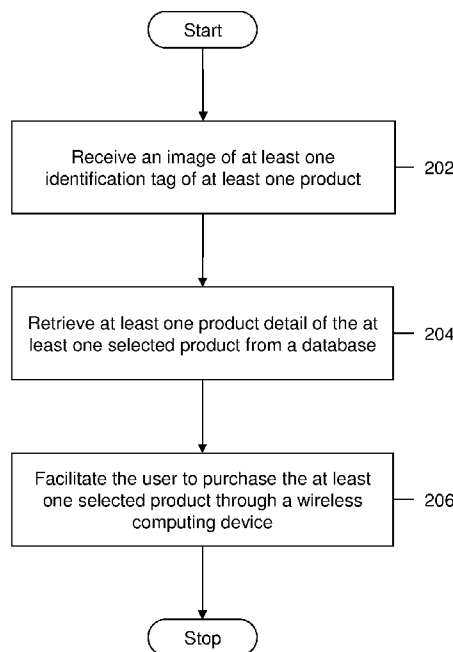 Start
Receive an image of at least one
identification tag of at least one product
202
Retrieve at least one product detail of the at
least one selected product from a database
204
Facilitate the user to purchase the at least
one selected product through a wireless
computing device
206
Stop